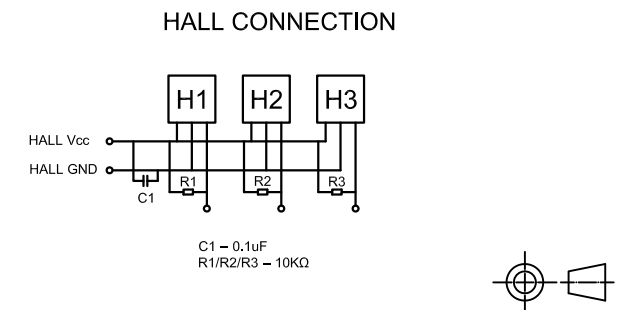 HALL CONNECTION
H1 H2 H3
HALL Vcc
HALL GND
R1 R2 R3
C1
C1 – 0.1uF
R1/R2/R3 – 10KΩ